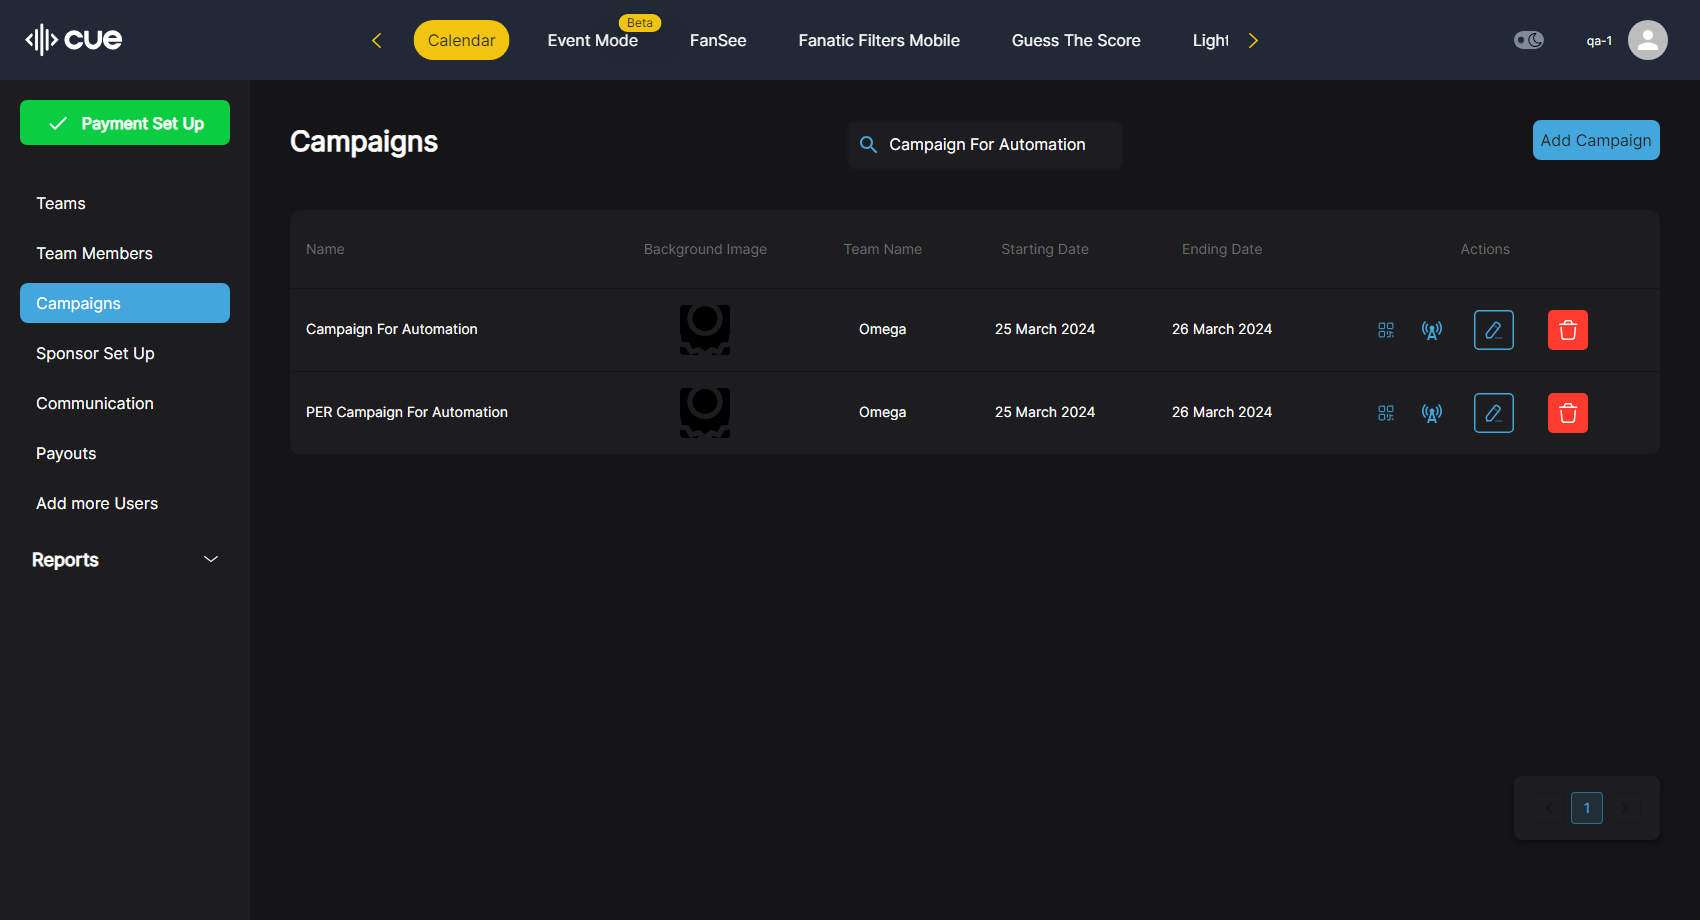 cue
Calendar
Event Mode
Beta
FanSee
Fanatic Filters Mobile
Guess The Score
Light
qa-1
Payment Set Up
Teams
Team Members
Campaigns
Sponsor Set Up
Communication
Payouts
Add more Users
Reports
Campaigns
Campaign For Automation
Add Campaign
Name Background Image Team Name Starting Date Ending Date Actions
Campaign For Automation Omega 25 March 2024 26 March 2024
PER Campaign For Automation Omega 25 March 2024 26 March 2024
1